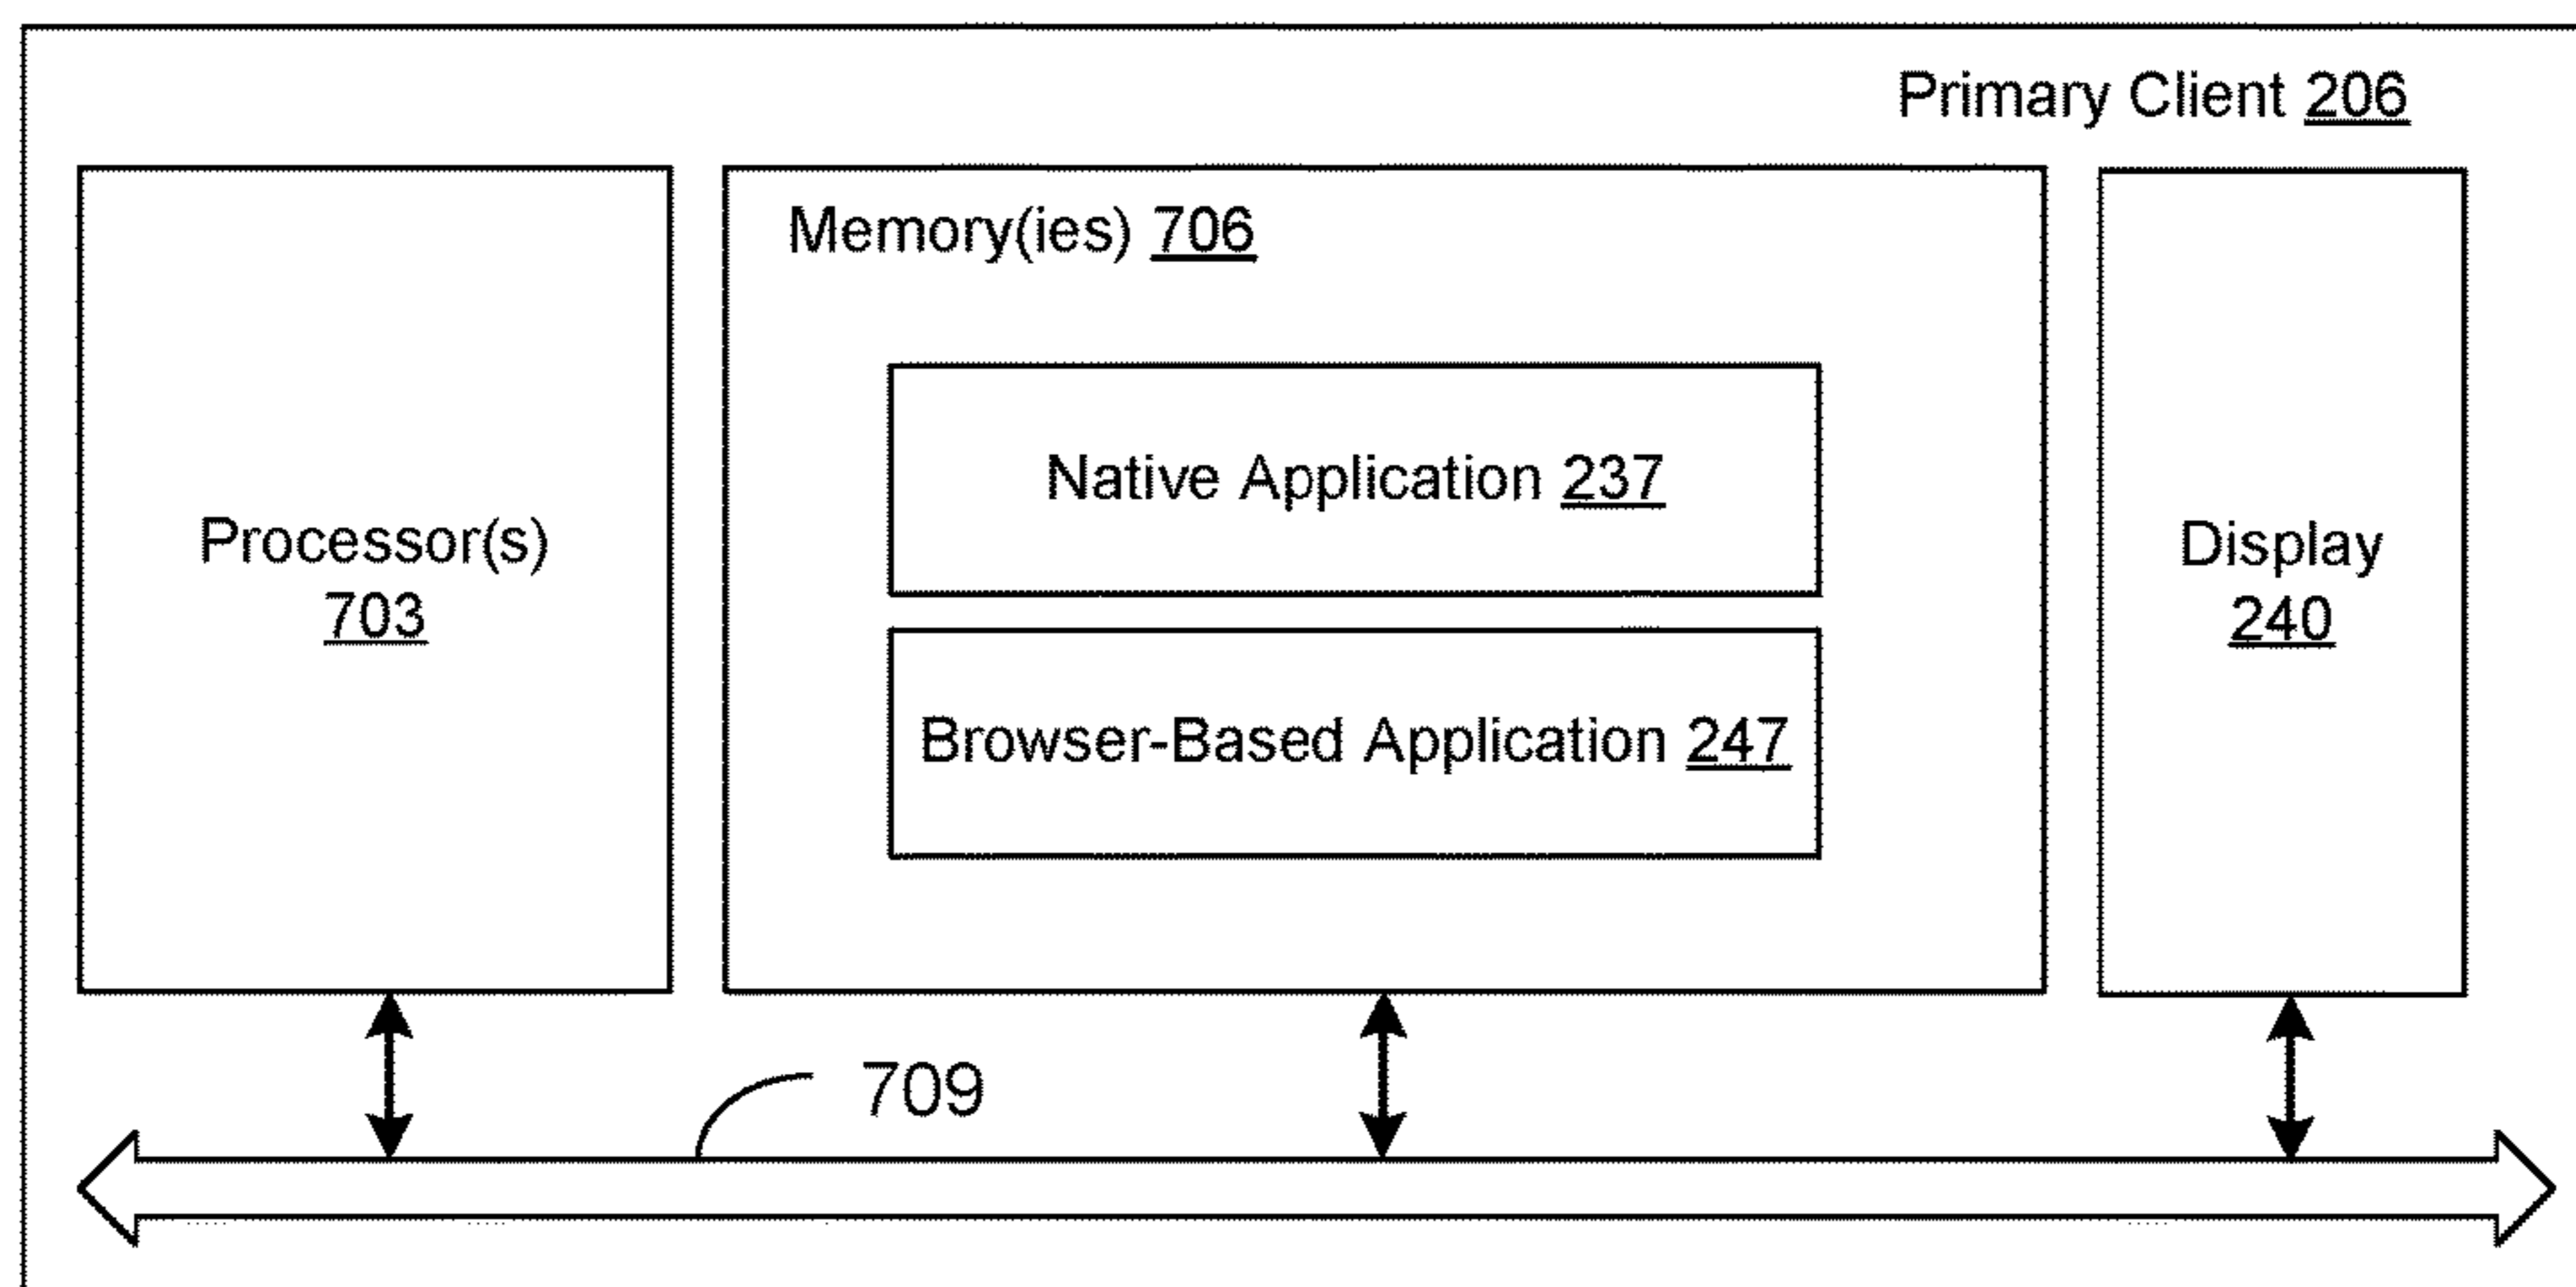 Primary Client 206
Memory(ies) 706
Native Application 237
Processor(s)
703
Display
240
Browser-Based Application 247
709